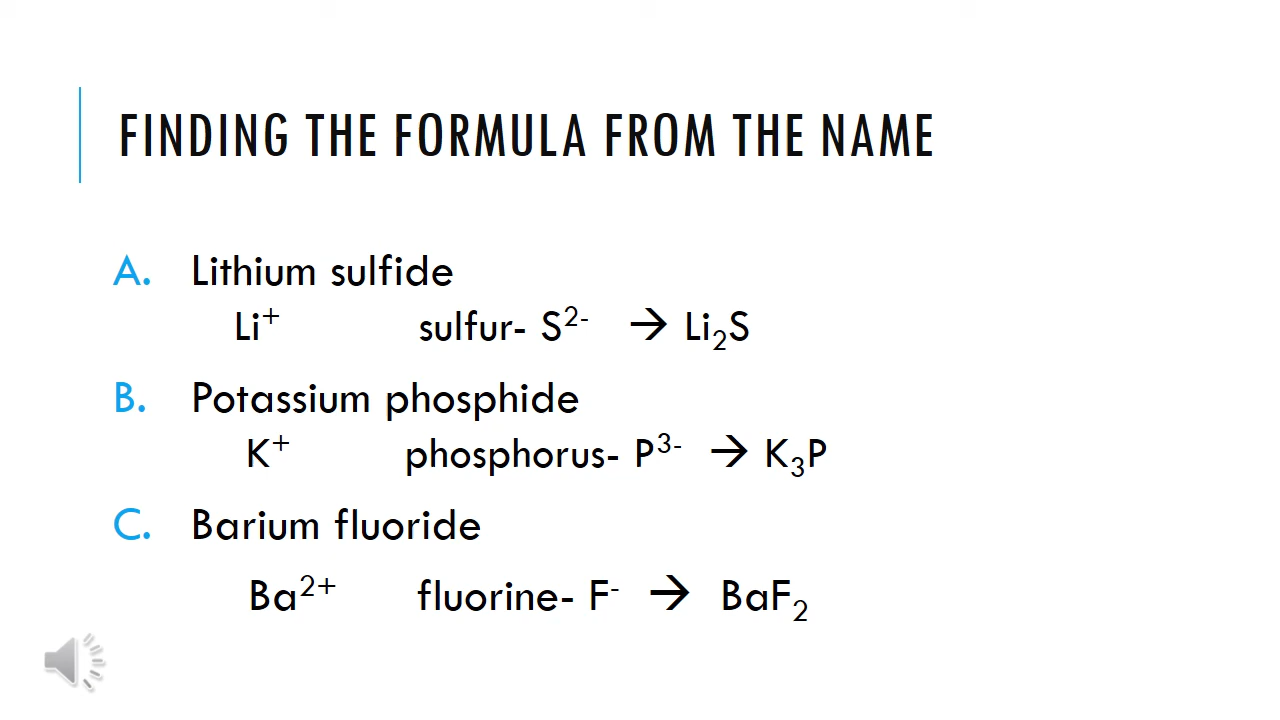 FINDING THE FORMULA FROM THE NAME
A. Lithium sulfide
Li⁺ sulfur- S²⁻ → Li₂S
B. Potassium phosphide
K⁺ phosphorus- P³⁻ → K₃P
C. Barium fluoride
Ba²⁺ fluorine- F⁻ → BaF₂